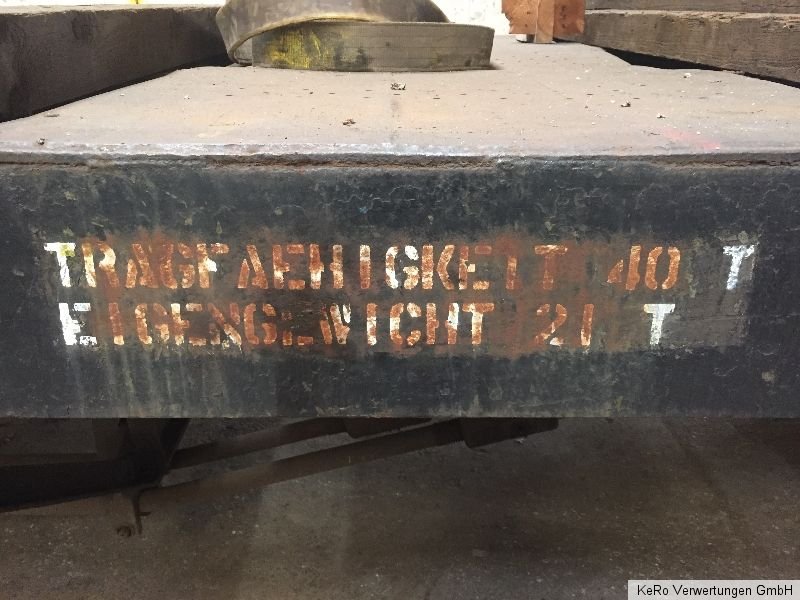 TRAGFAEHIGKEIT 40 T
EIGENGEWICHT 21 T
KeRo Verwertungen GmbH